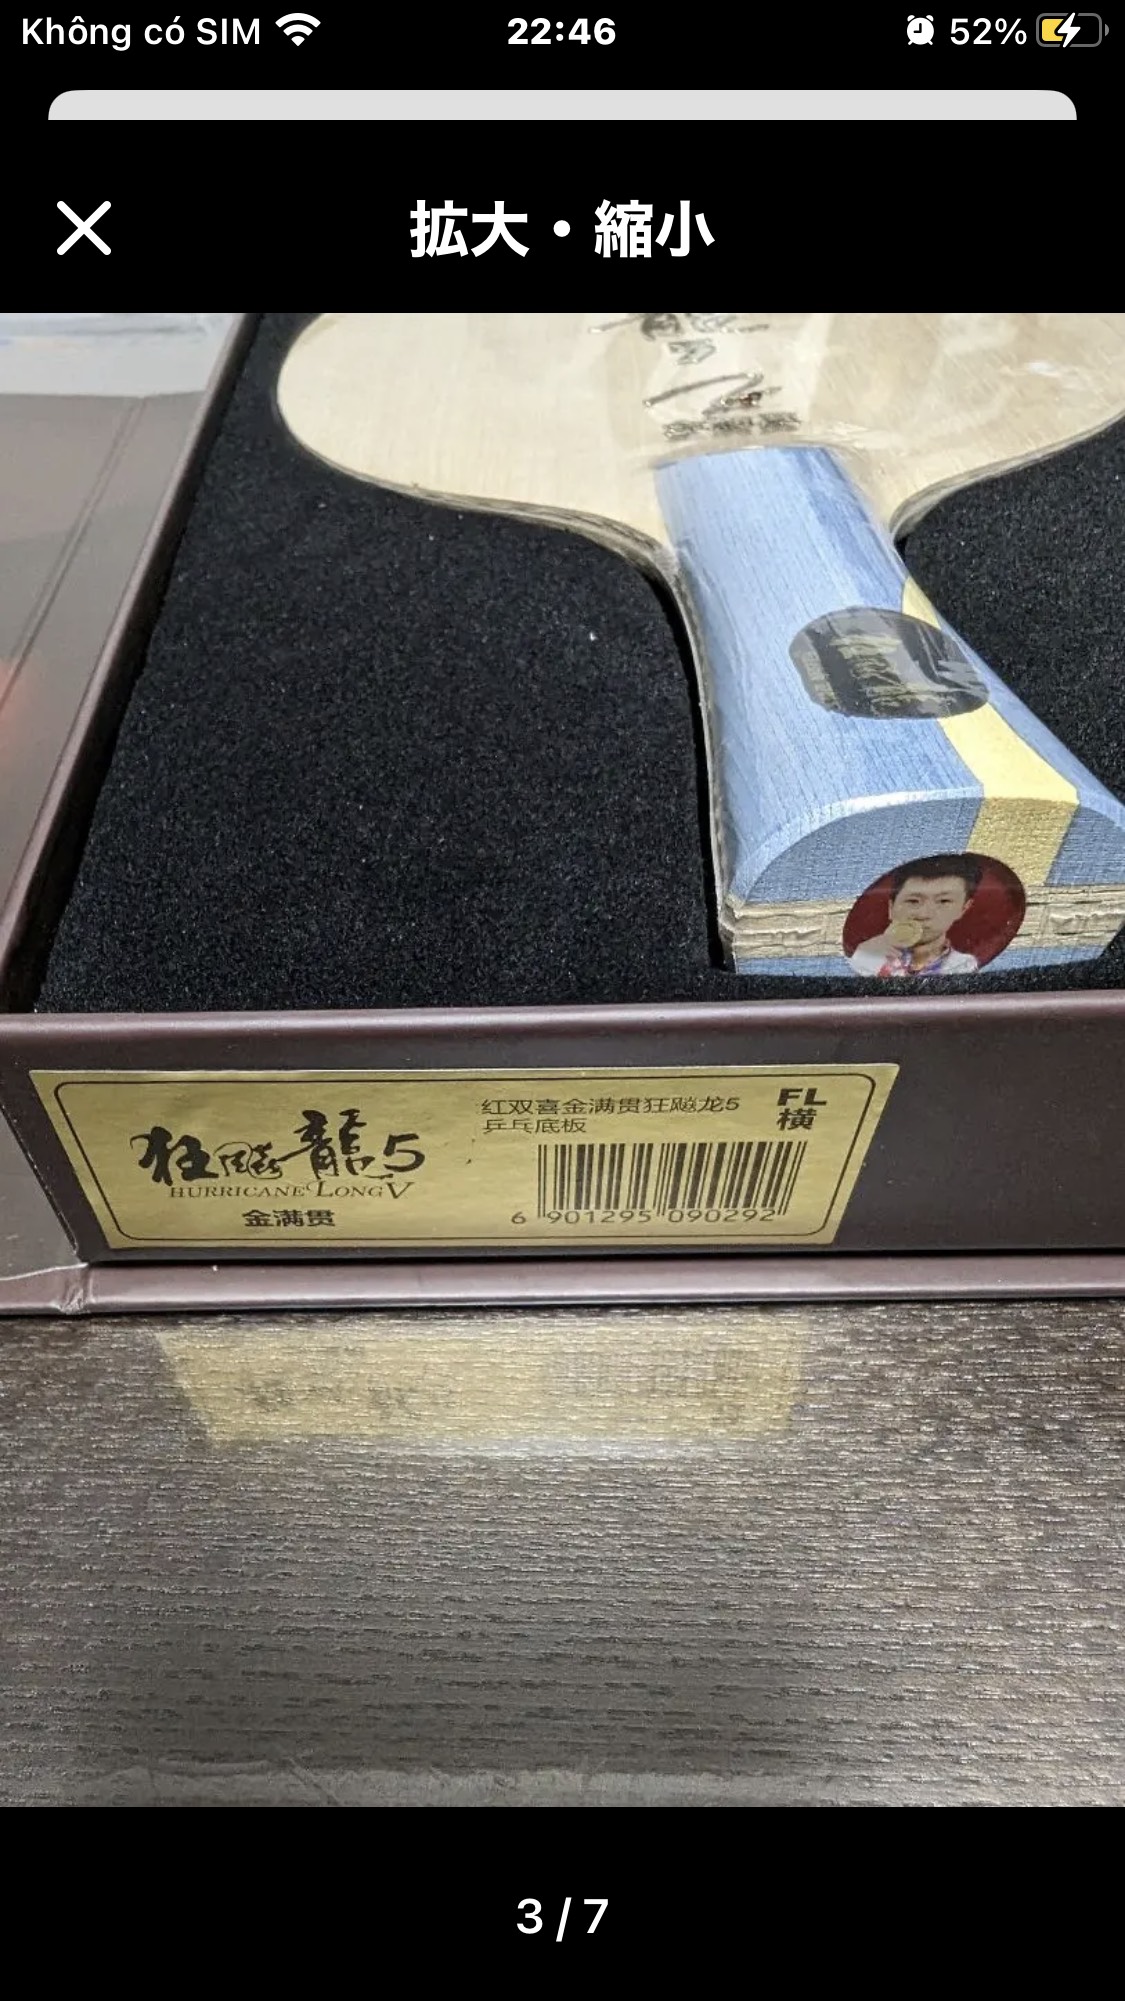 Không có SIM
22:46
52%
拡大・縮小
狂飚龍5
HURRICANE LONG V
金满贯
红双喜金满贯狂飚龙5
乒乓底板
FL
横
6 901295 090292
3 / 7